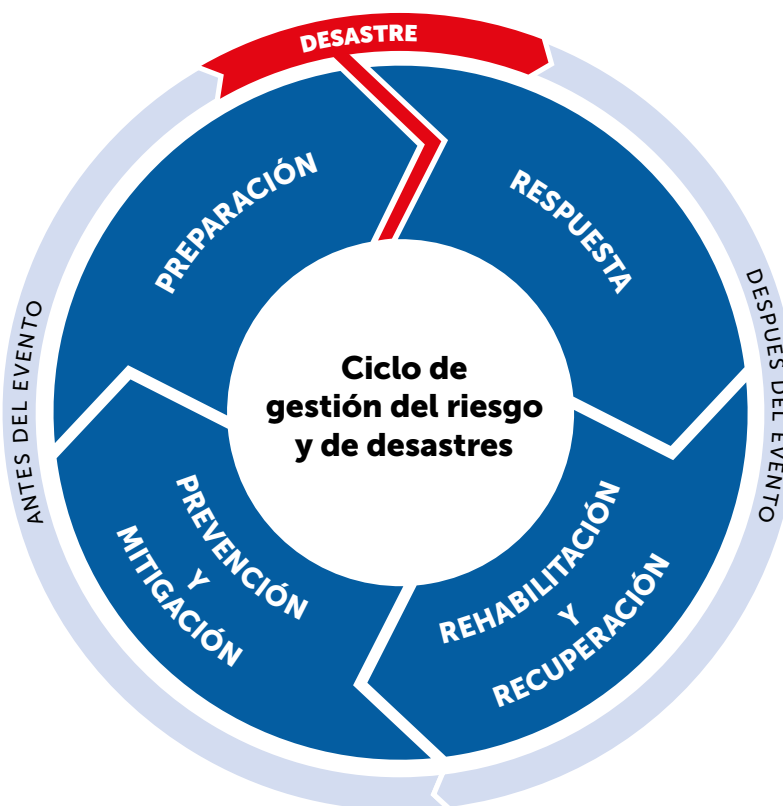 DESASTRE
PREPARACIÓN
RESPUESTA
ANTES DEL EVENTO
DESPUES DEL EVENTO
Ciclo de
gestión del riesgo
y de desastres
PREVENCIÓN
Y
MITIGACIÓN
REHABILITACIÓN
Y
RECUPERACIÓN